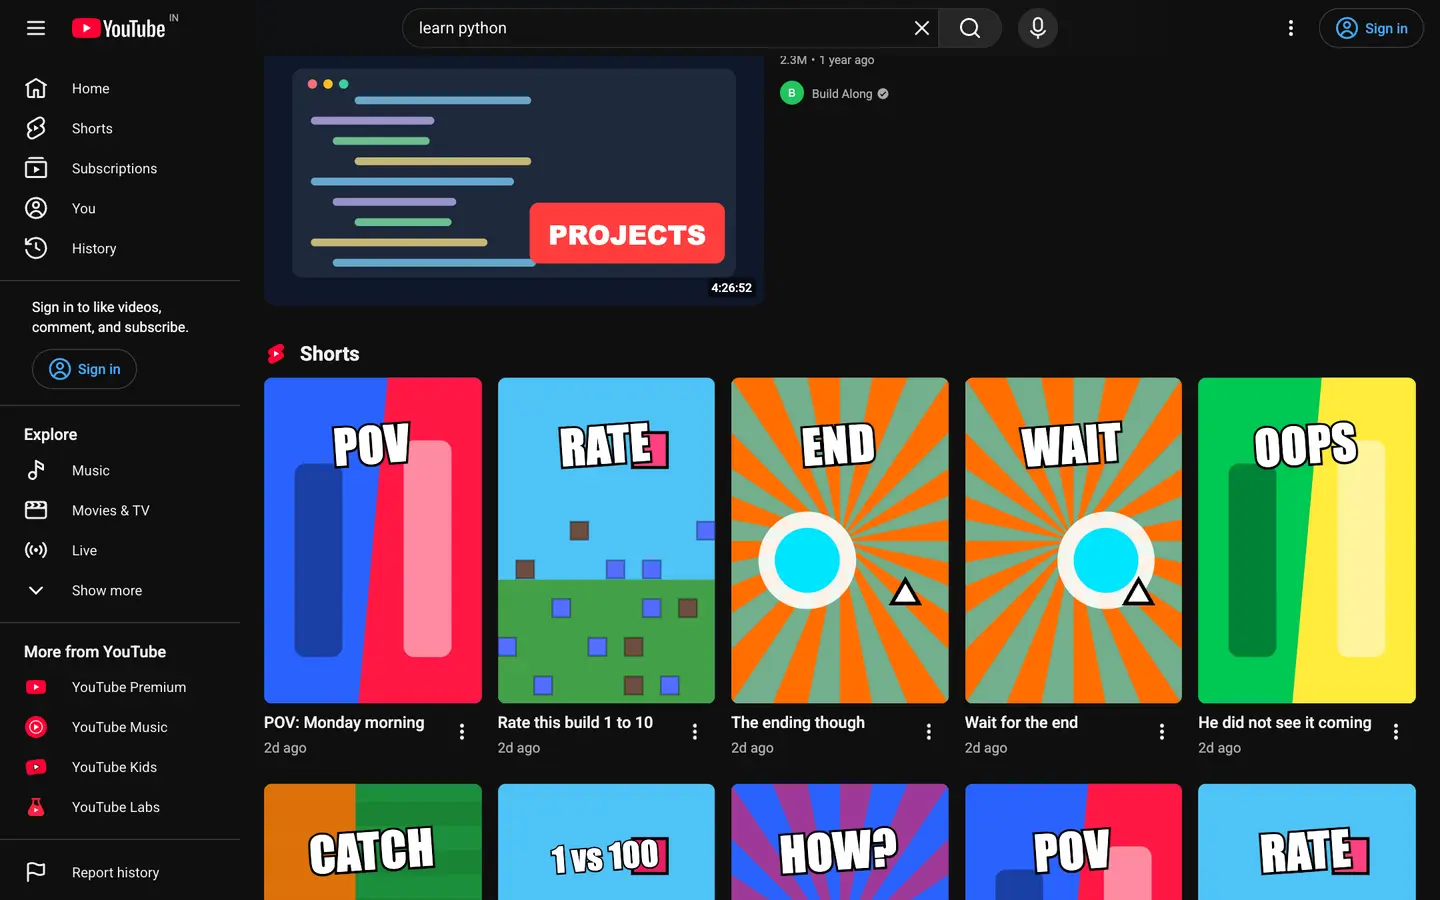 YouTube IN
learn python
Sign in
Home
Shorts
Subscriptions
You
History
Sign in to like videos,
comment, and subscribe.
Sign in
Explore
Music
Movies & TV
Live
Show more
More from YouTube
YouTube Premium
YouTube Music
YouTube Kids
YouTube Labs
Report history
2.3M • 1 year ago
B Build Along
PROJECTS
4:26:52
Shorts
POV
RATE
END
WAIT
OOPS
POV: Monday morning
2d ago
Rate this build 1 to 10
2d ago
The ending though
2d ago
Wait for the end
2d ago
He did not see it coming
2d ago
CATCH
1 vs 100
HOW?
POV
RATE